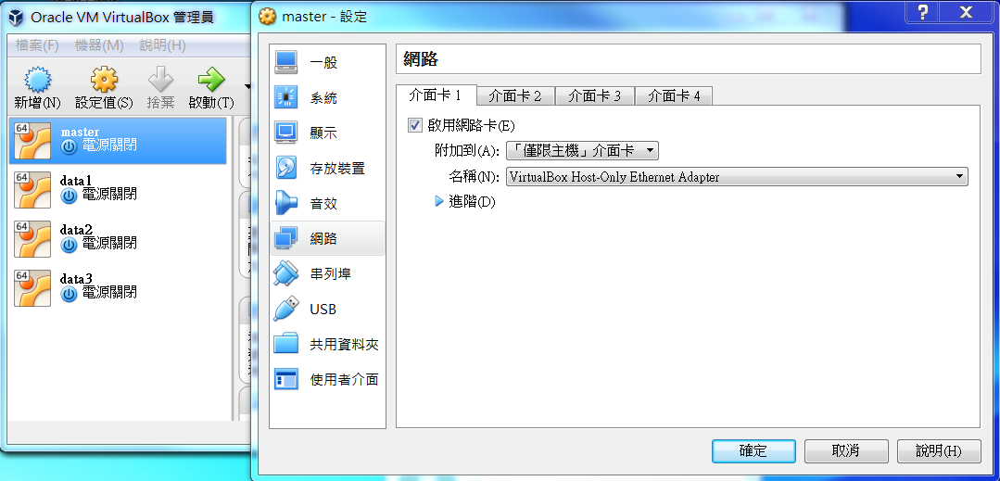 Oracle VM VirtualBox 管理員
檔案(F) 機器(M) 說明(H)
新增(N) 設定值(S) 捨棄 啟動(T)
64
master
電源關閉
64
data1
電源關閉
64
data2
電源關閉
64
data3
電源關閉
master - 設定
?
X
一般
系統
顯示
存放裝置
音效
網路
串列埠
USB
共用資料夾
使用者介面
網路
介面卡 1 介面卡 2 介面卡 3 介面卡 4
啟用網路卡(E)
附加到(A): 「僅限主機」介面卡
名稱(N): VirtualBox Host-Only Ethernet Adapter
進階(D)
確定 取消 說明(H)